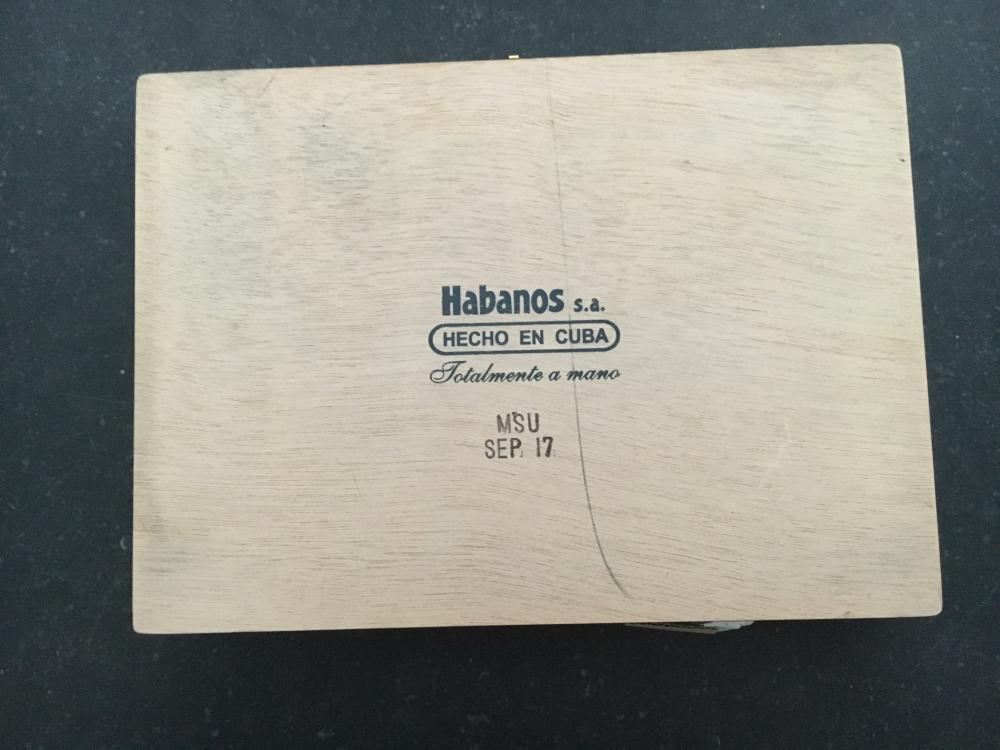 Habanos s.a.
HECHO EN CUBA
Totalmente a mano
MSU
SEP. 17